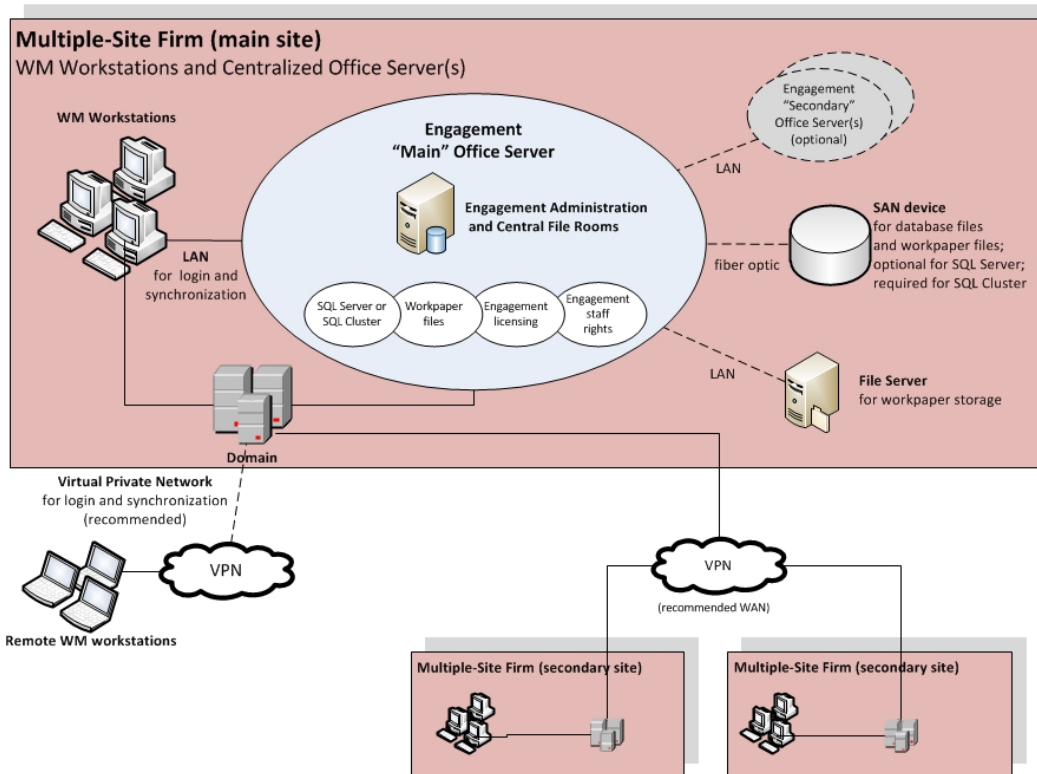 Multiple-Site Firm (main site)
WM Workstations and Centralized Office Server(s)
WM Workstations
LAN
for login and
synchronization
Engagement
"Main" Office Server
Engagement Administration
and Central File Rooms
SQL Server or
SQL Cluster
Workpaper
files
Engagement
licensing
Engagement
staff
rights
Engagement
"Secondary"
Office Server(s)
(optional)
LAN
SAN device
for database files
and workpaper files;
optional for SQL Server;
required for SQL Cluster
fiber optic
LAN
File Server
for workpaper storage
Domain
Virtual Private Network
for login and synchronization
(recommended)
VPN
Remote WM workstations
VPN
(recommended WAN)
Multiple-Site Firm (secondary site)
Multiple-Site Firm (secondary site)